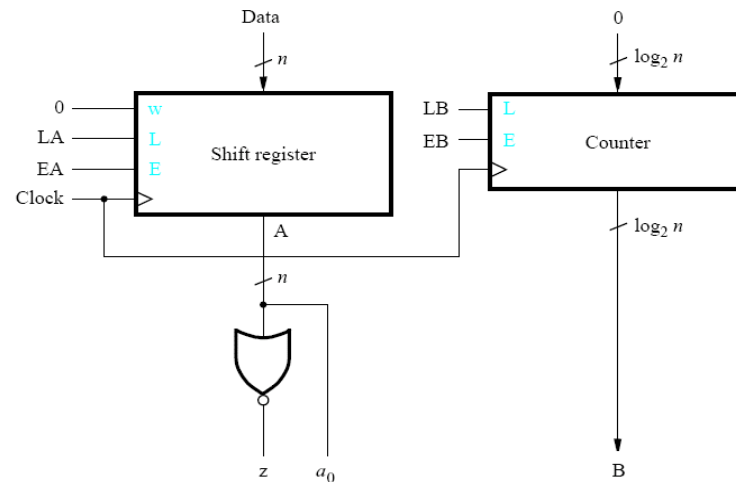 Data
0
n
log₂ n
0
w
LB
L
LA
L
EB
E
Shift register
Counter
EA
E
Clock
A
log₂ n
n
z
a₀
B